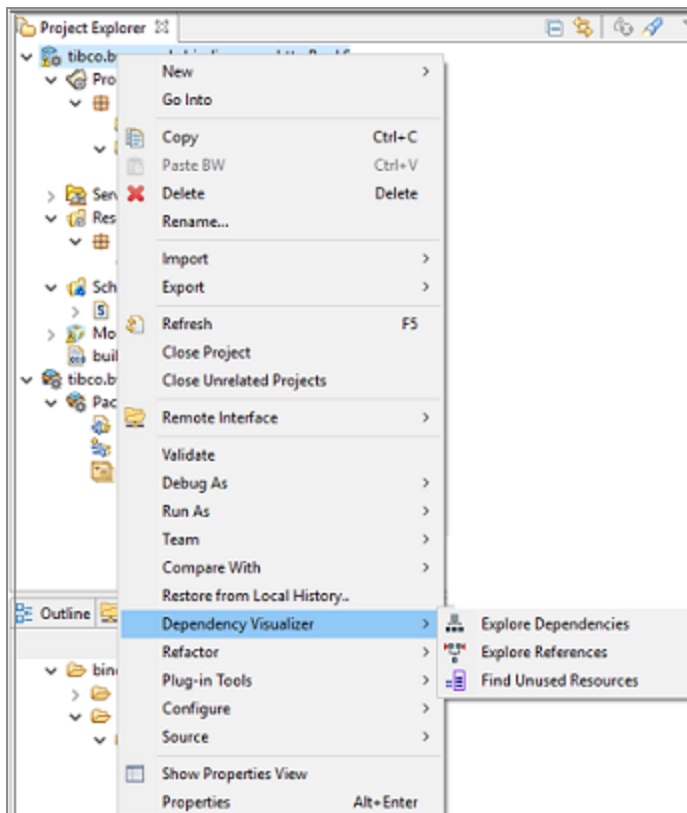 Project Explorer
tibco.b
Pro
Ser
Res
Sch
S
Mo
buil
tibco.b
Pac
New
Go Into
Copy Ctrl+C
Paste BW Ctrl+V
Delete Delete
Rename...
Import
Export
Refresh F5
Close Project
Close Unrelated Projects
Remote Interface
Validate
Debug As
Run As
Team
Compare With
Restore from Local History..
Dependency Visualizer
Refactor
Plug-in Tools
Configure
Source
Show Properties View
Properties Alt+Enter
Explore Dependencies
Explore References
Find Unused Resources
Outline
bin